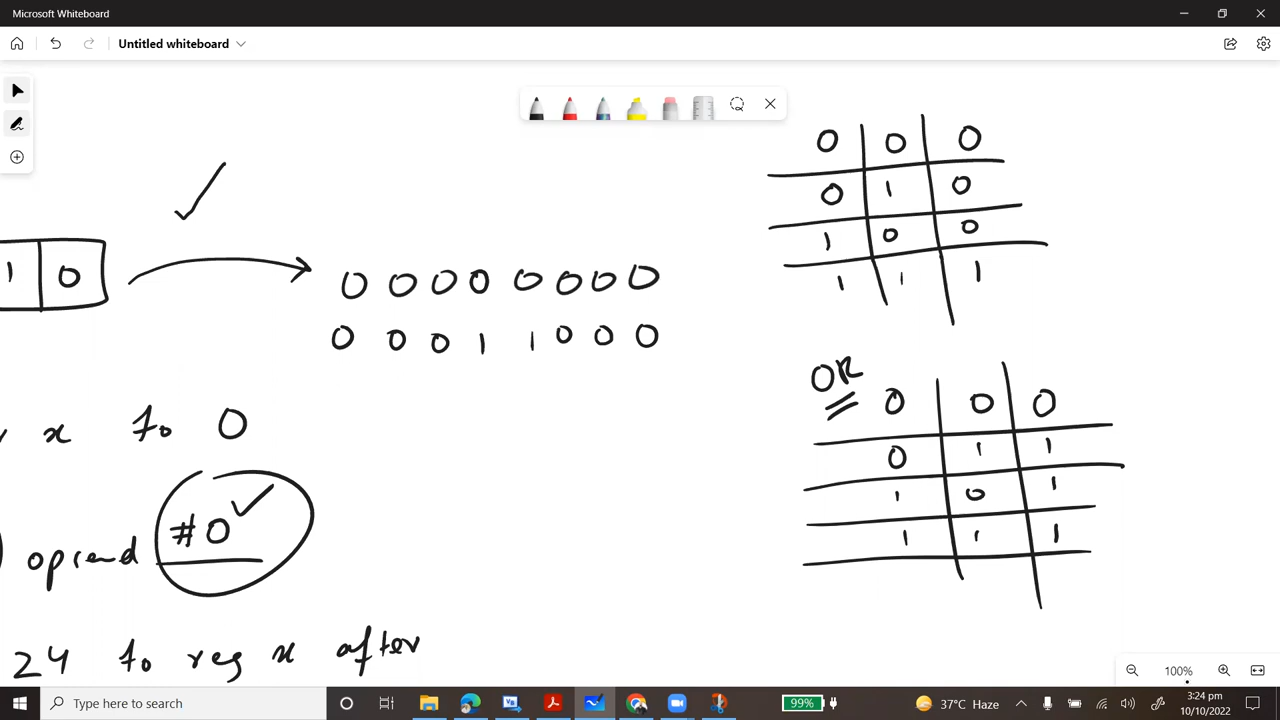 Microsoft Whiteboard
Untitled whiteboard
0 0 0
0 1 0
1 0 0
1 1 1
1 0
0 0 0 0 0 0 0 0
0 0 0 1 1 0 0 0
OR
0 0 0
0 1 1
1 0 1
1 1 1
x to 0
oprend #0
24 to reg x after
100%
Type here to search
99%
37°C Haze
3:24 pm
10/10/2022